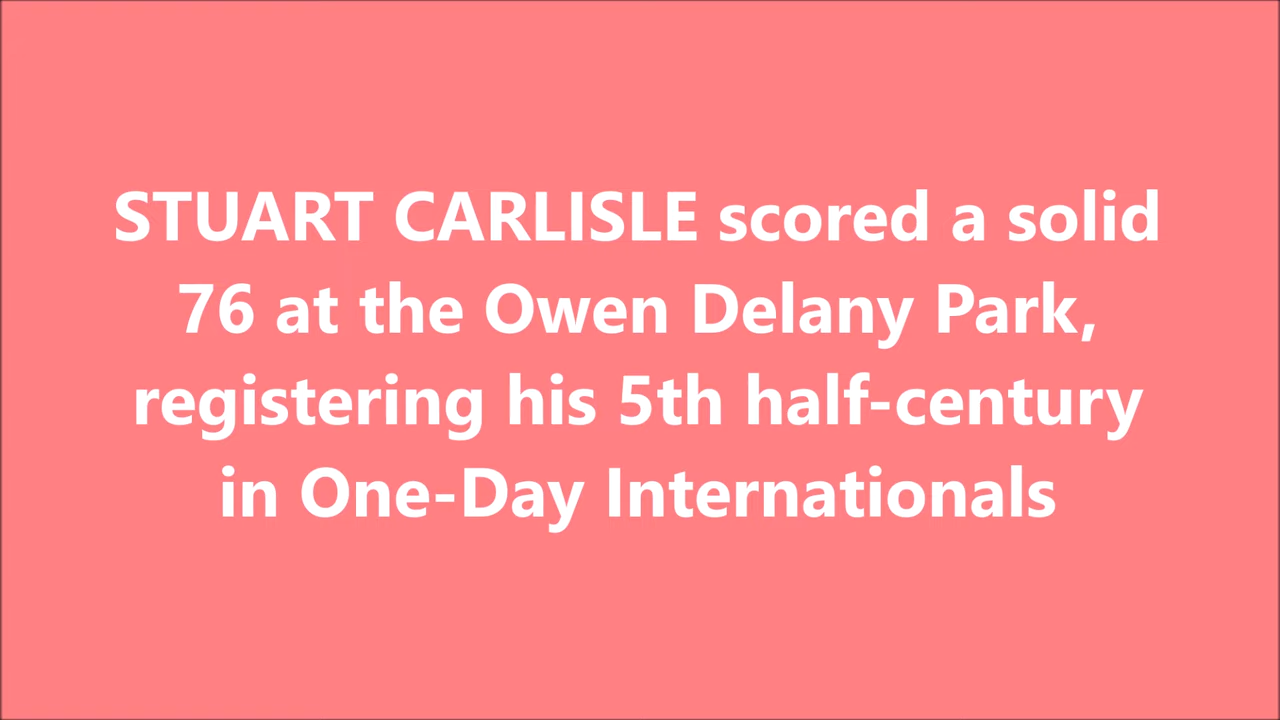 STUART CARLISLE scored a solid
76 at the Owen Delany Park,
registering his 5th half-century
in One-Day Internationals